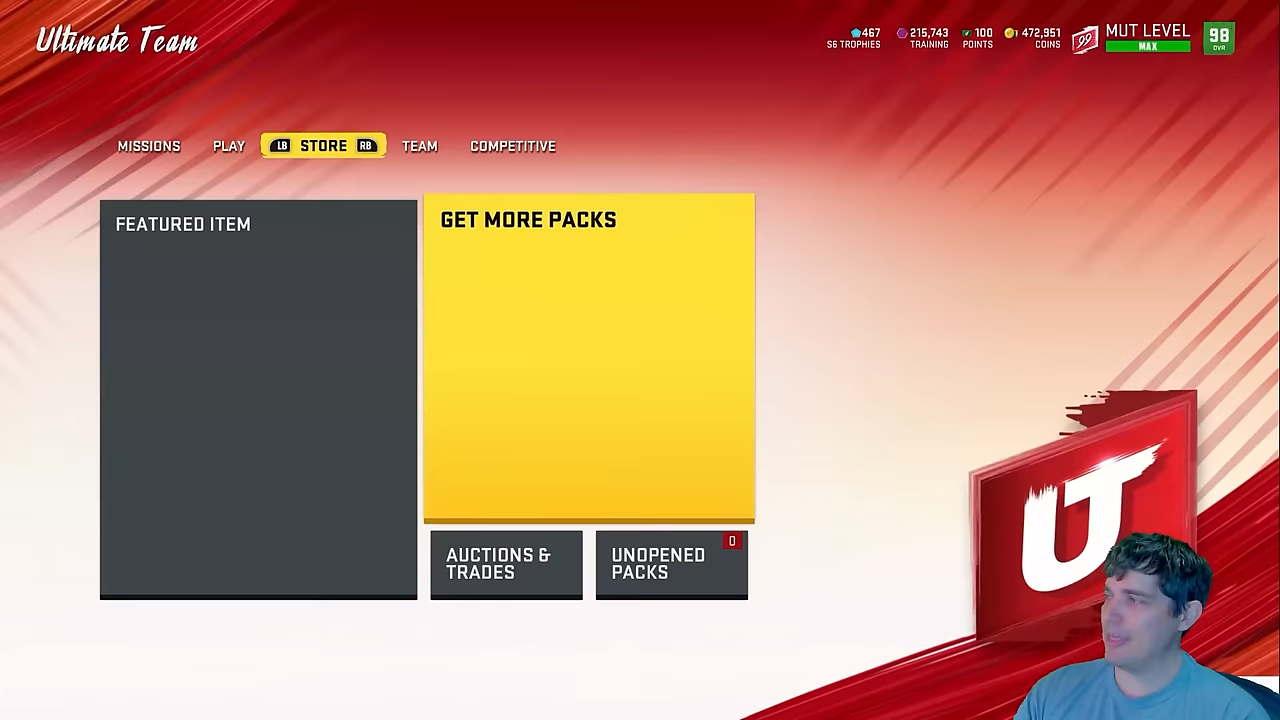 Ultimate Team
467
S6 TROPHIES
215,743
TRAINING
100
POINTS
472,951
COINS
99
MUT LEVEL
MAX
98
OVR
MISSIONS
PLAY
LB STORE RB
TEAM
COMPETITIVE
FEATURED ITEM
GET MORE PACKS
AUCTIONS &
TRADES
UNOPENED
PACKS
0
UT